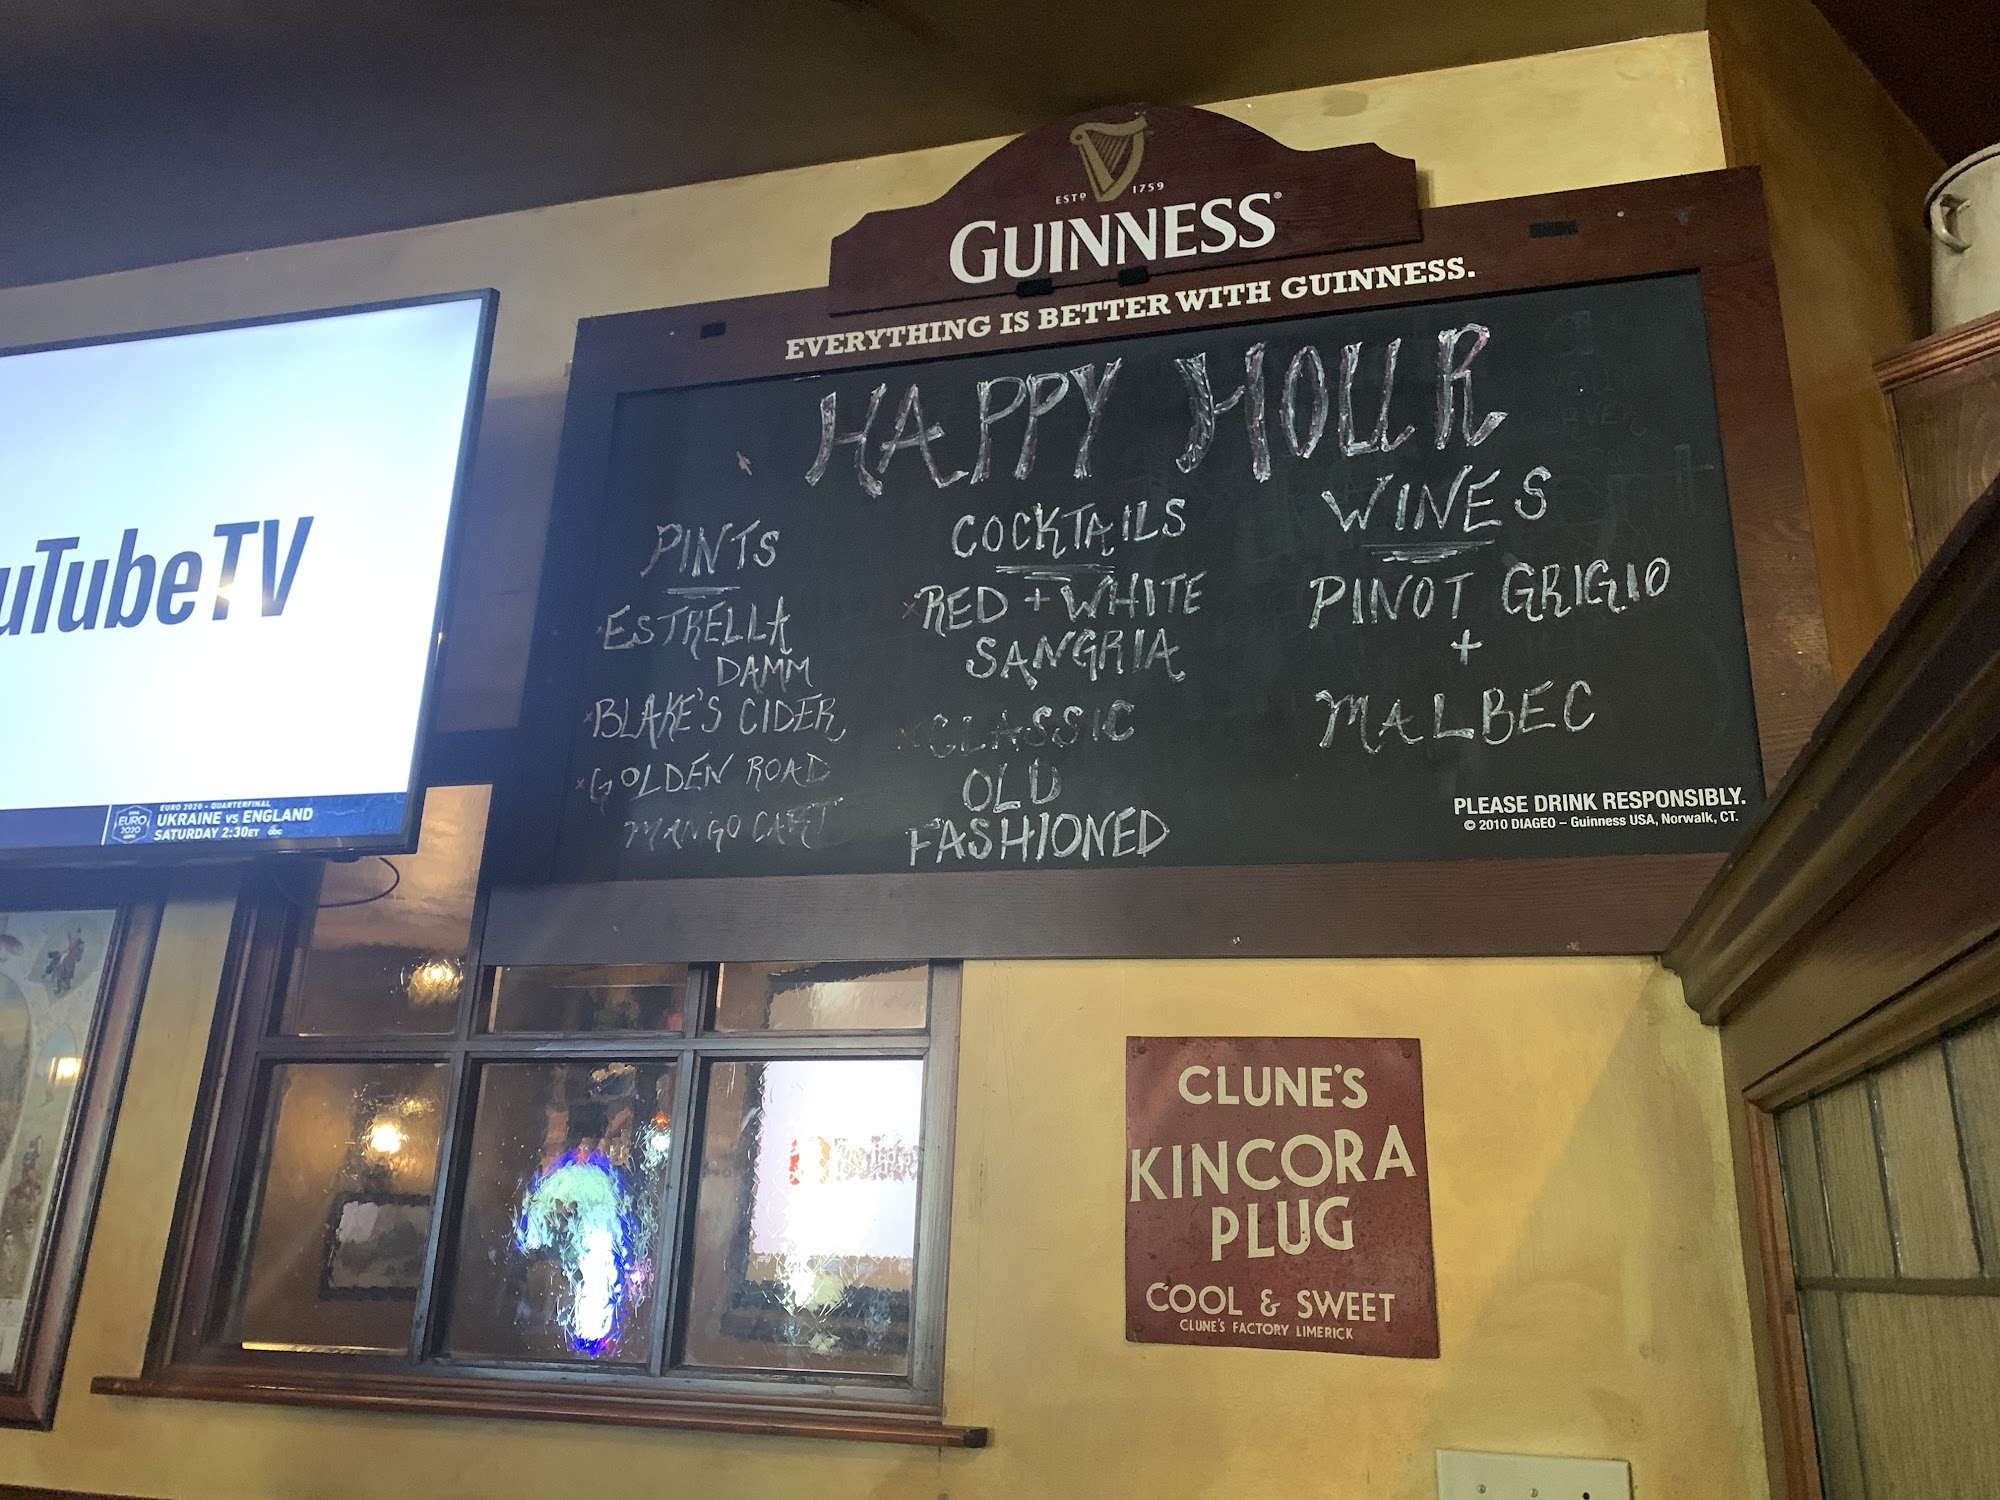 ESTD 1759
GUINNESS®
EVERYTHING IS BETTER WITH GUINNESS.
HAPPY HOUR
PINTS
ESTRELLA
DAMM
×BLAKE'S CIDER
×GOLDEN ROAD
MANGO CART
COCKTAILS
×RED + WHITE
SANGRIA
×CLASSIC
OLD
FASHIONED
WINES
PINOT GRIGIO
+
MALBEC
PLEASE DRINK RESPONSIBLY.
© 2010 DIAGEO – Guinness USA, Norwalk, CT.
uTubeTV
EURO 2020
EURO 2020 - QUARTERFINAL
UKRAINE vs ENGLAND
SATURDAY 2:30ET abc
CLUNE'S
KINCORA
PLUG
COOL & SWEET
CLUNE'S FACTORY LIMERICK